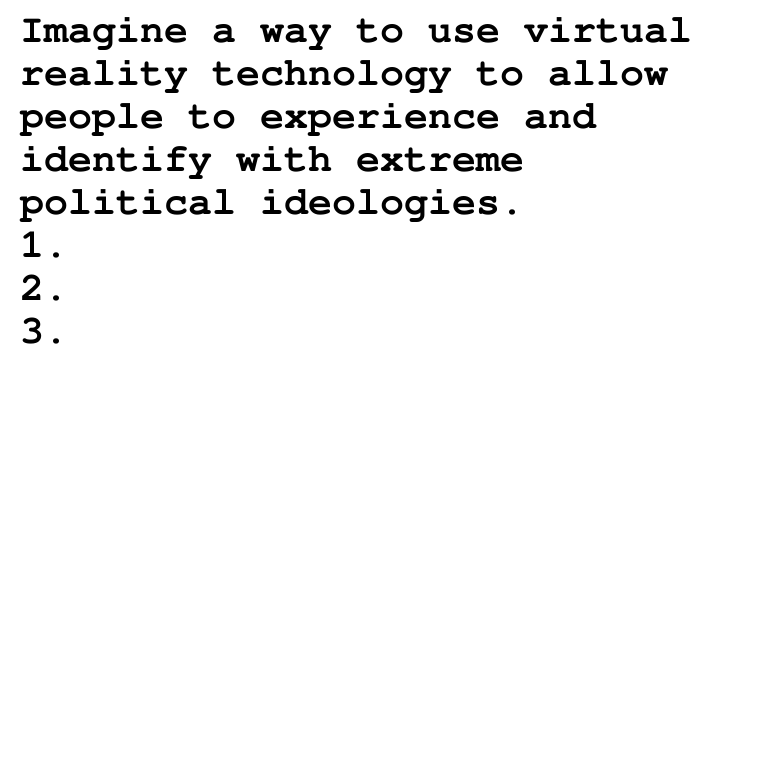 Imagine a way to use virtual
reality technology to allow
people to experience and
identify with extreme
political ideologies.
1.
2.
3.